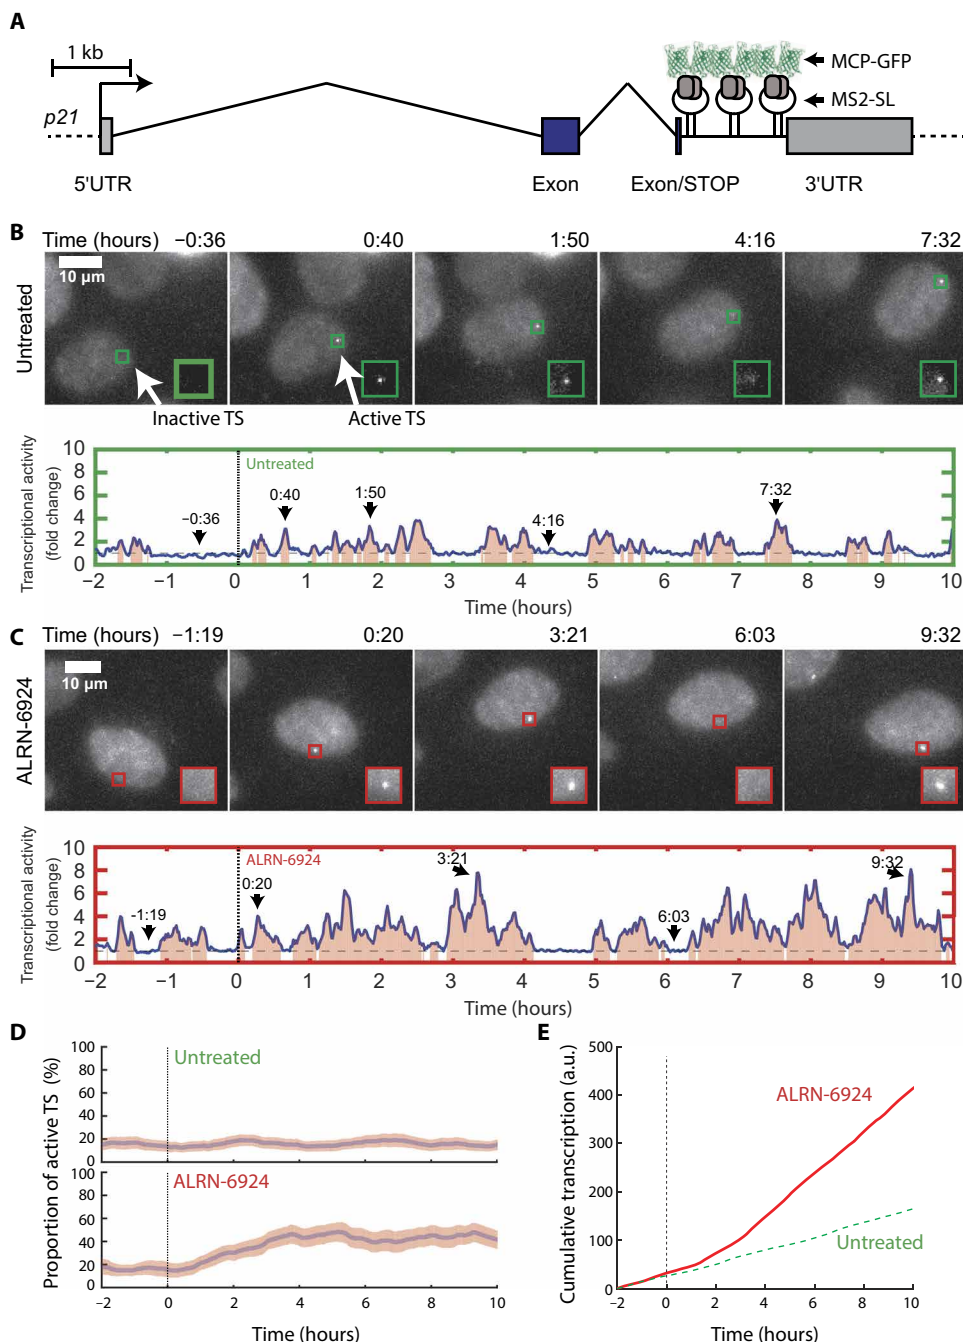 A
1 kb
MCP-GFP
MS2-SL
p21
5'UTR
Exon
Exon/STOP
3'UTR
B
Time (hours) −0:36 0:40 1:50 4:16 7:32
10 µm
Untreated
Inactive TS
Active TS
Transcriptional activity
(fold change)
10
8
6
4
2
0
Untreated
−0:36
0:40
1:50
4:16
7:32
−2 −1 0 1 2 3 4 5 6 7 8 9 10
Time (hours)
C
Time (hours) −1:19 0:20 3:21 6:03 9:32
10 µm
ALRN-6924
Transcriptional activity
(fold change)
10
8
6
4
2
0
ALRN-6924
-1:19
0:20
3:21
6:03
9:32
−2 −1 0 1 2 3 4 5 6 7 8 9 10
Time (hours)
D
Proportion of active TS (%)
100
80
60
40
20
0
Untreated
100
80
60
40
20
0
ALRN-6924
−2 0 2 4 6 8 10
Time (hours)
E
Cumulative transcription (a.u.)
500
400
300
200
100
0
ALRN-6924
Untreated
−2 0 2 4 6 8 10
Time (hours)